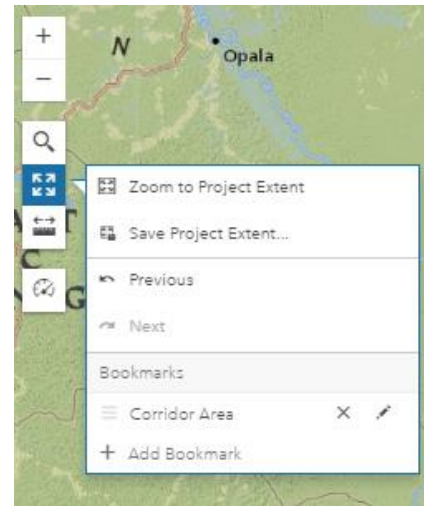 N
Opala
Zoom to Project Extent
Save Project Extent...
T
Previous
C
G
Next
Bookmarks
Corridor Area
Add Bookmark